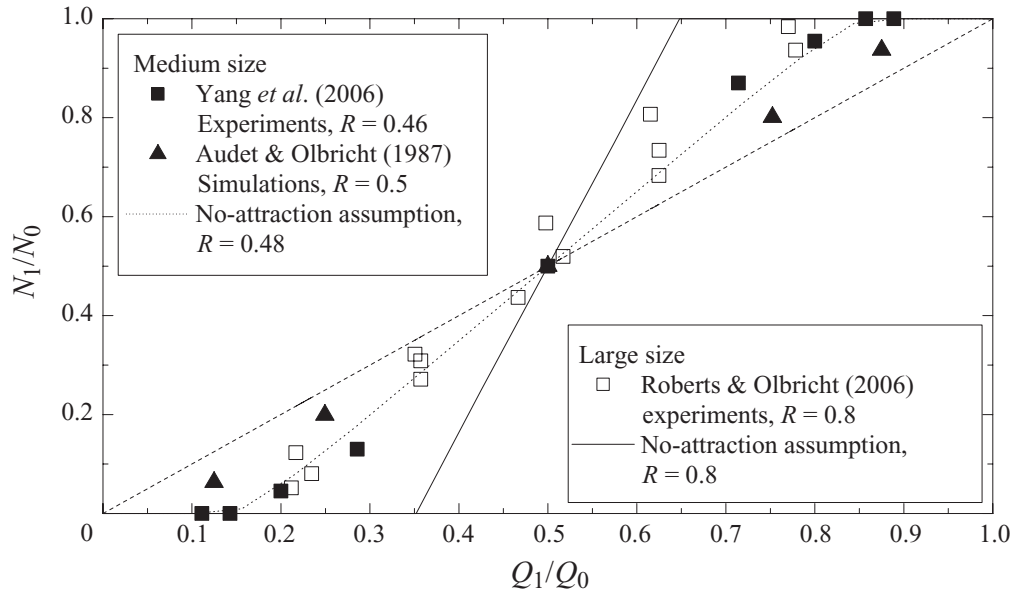 1.0
0.8
0.6
0.4
0.2
N1/N0
Medium size
Yang et al. (2006)
Experiments, R = 0.46
Audet & Olbricht (1987)
Simulations, R = 0.5
No-attraction assumption,
R = 0.48
Large size
Roberts & Olbricht (2006)
experiments, R = 0.8
No-attraction assumption,
R = 0.8
0 0.1 0.2 0.3 0.4 0.5 0.6 0.7 0.8 0.9 1.0
Q1/Q0